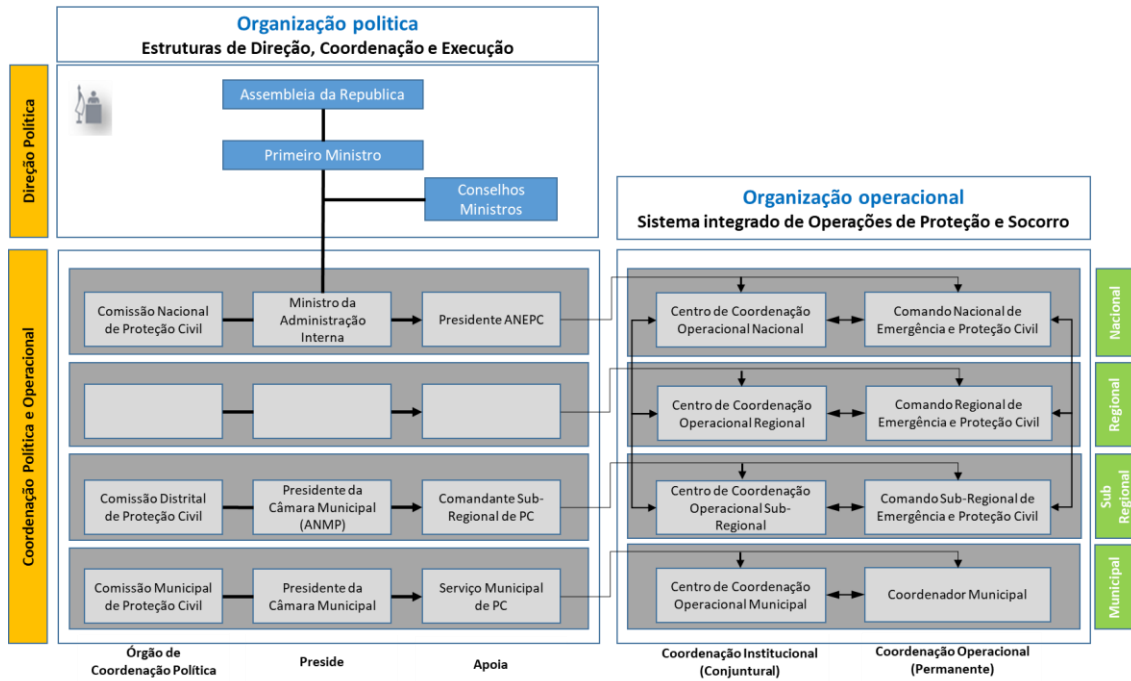 Organização politica
Estruturas de Direção, Coordenação e Execução
Direção Política
Assembleia da Republica
Primeiro Ministro
Conselhos
Ministros
Organização operacional
Sistema integrado de Operações de Proteção e Socorro
Coordenação Política e Operacional
Comissão Nacional
de Proteção Civil
Ministro da
Administração
Interna
Presidente ANEPC
Centro de Coordenação
Operacional Nacional
Comando Nacional de
Emergência e Proteção Civil
Nacional
Centro de Coordenação
Operacional Regional
Comando Regional de
Emergência e Proteção Civil
Regional
Comissão Distrital
de Proteção Civil
Presidente da
Câmara Municipal
(ANMP)
Comandante Sub-
Regional de PC
Centro de Coordenação
Operacional Sub-
Regional
Comando Sub-Regional de
Emergência e Proteção Civil
Sub
Regional
Comissão Municipal
de Proteção Civil
Presidente da
Câmara Municipal
Serviço Municipal
de PC
Centro de Coordenação
Operacional Municipal
Coordenador Municipal
Municipal
Órgão de
Coordenação Política
Preside
Apoia
Coordenação Institucional
(Conjuntural)
Coordenação Operacional
(Permanente)